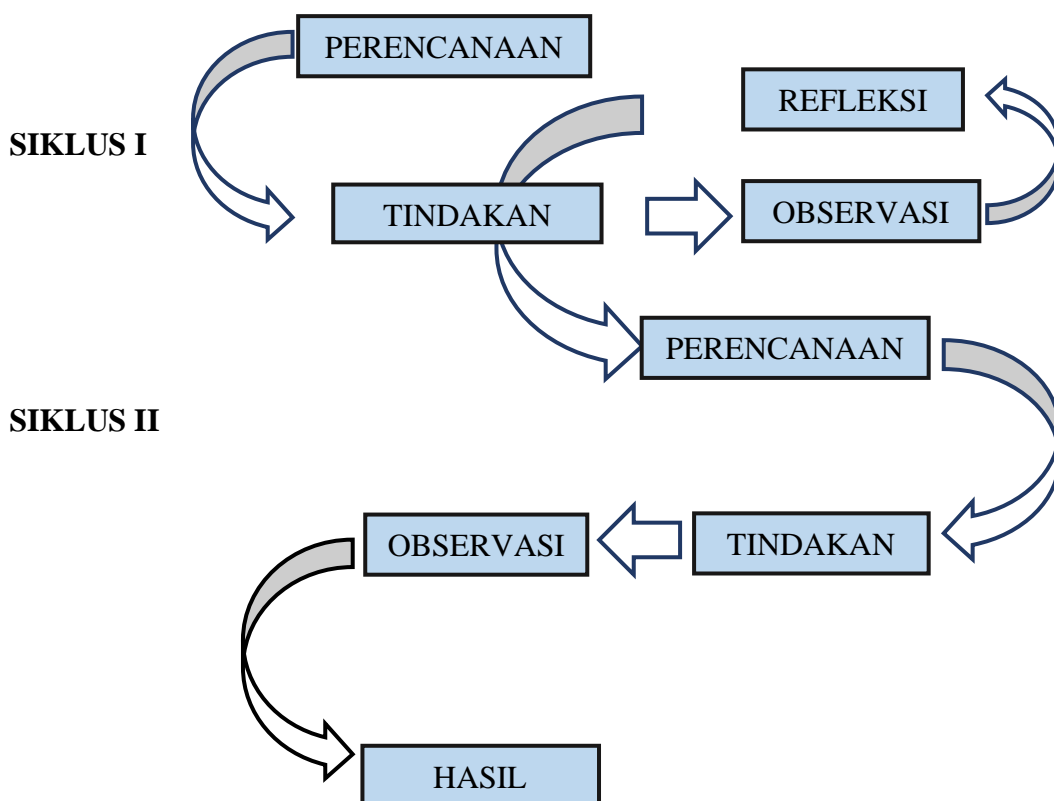 PERENCANAAN
REFLEKSI
SIKLUS I
TINDAKAN
OBSERVASI
PERENCANAAN
SIKLUS II
OBSERVASI
TINDAKAN
HASIL